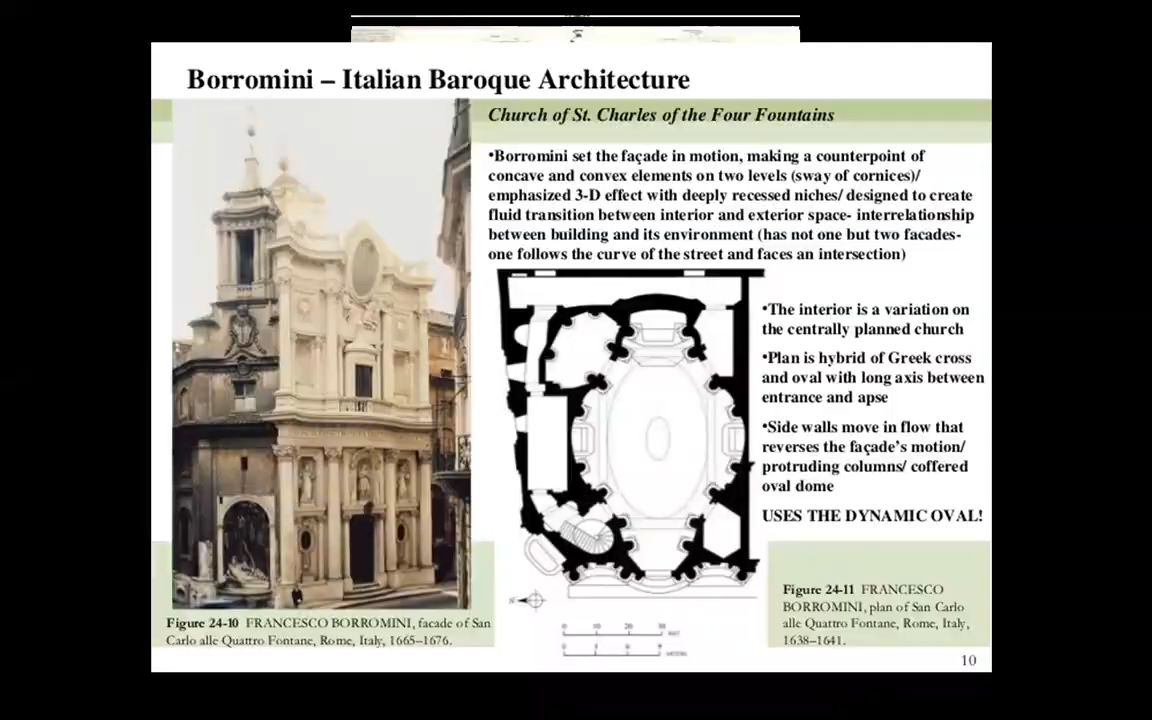 Borromini – Italian Baroque Architecture
Church of St. Charles of the Four Fountains
•Borromini set the façade in motion, making a counterpoint of
concave and convex elements on two levels (sway of cornices)/
emphasized 3-D effect with deeply recessed niches/ designed to create
fluid transition between interior and exterior space- interrelationship
between building and its environment (has not one but two facades-
one follows the curve of the street and faces an intersection)
•The interior is a variation on
the centrally planned church
•Plan is hybrid of Greek cross
and oval with long axis between
entrance and apse
•Side walls move in flow that
reverses the façade’s motion/
protruding columns/ coffered
oval dome
USES THE DYNAMIC OVAL!
Figure 24-11 FRANCESCO
BORROMINI, plan of San Carlo
alle Quattro Fontane, Rome, Italy,
1638–1641.
Figure 24-10 FRANCESCO BORROMINI, facade of San
Carlo alle Quattro Fontane, Rome, Italy, 1665–1676.
N
0 10 20 30
10